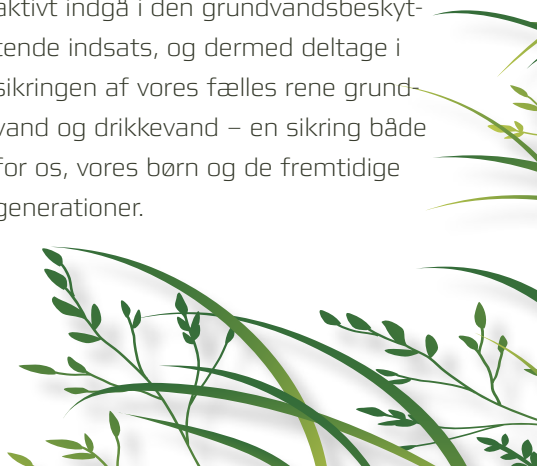 aktivt indgå i den grundvandsbeskyt-
tende indsats, og dermed deltage i
sikringen af vores fælles rene grund-
vand og drikkevand – en sikring både
for os, vores børn og de fremtidige
generationer.